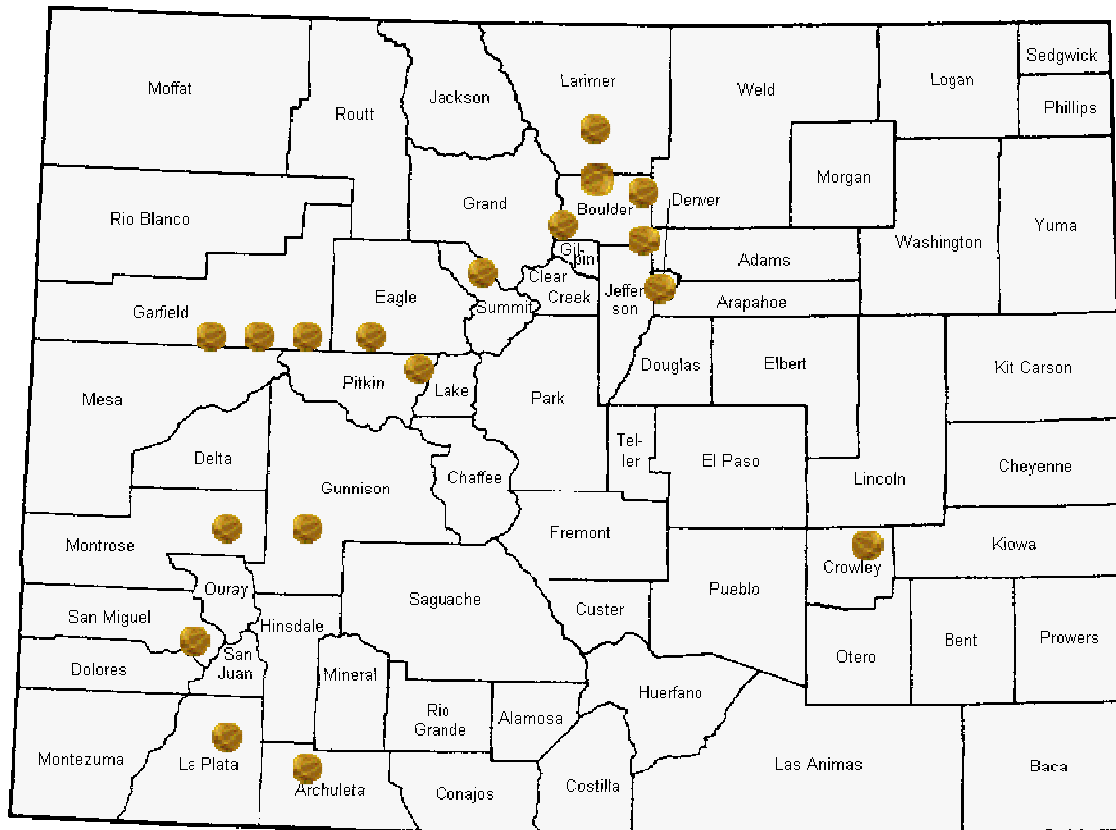 Sedgwick
Moffat
Jackson
Larimer
Weld
Logan
Routt
Phillips
Morgan
Grand
Boulder
Denver
Rio Blanco
Yuma
Washington
Gil-
pin
Adams
Clear
Creek
Jeffer
son
Eagle
Summit
Arapahoe
Garfield
Douglas
Elbert
Kit Carson
Pitkin
Lake
Park
Mesa
Tel-
ler
El Paso
Delta
Cheyenne
Chaffee
Lincoln
Gunnison
Fremont
Kiowa
Montrose
Crowley
Ouray
Pueblo
Saguache
Custer
San Miguel
Hinsdale
Bent
Prowers
San
Juan
Otero
Dolores
Mineral
Huerfano
Rio
Grande
Alamosa
Montezuma
La Plata
Las Animas
Baca
Costilla
Archuleta
Conajos